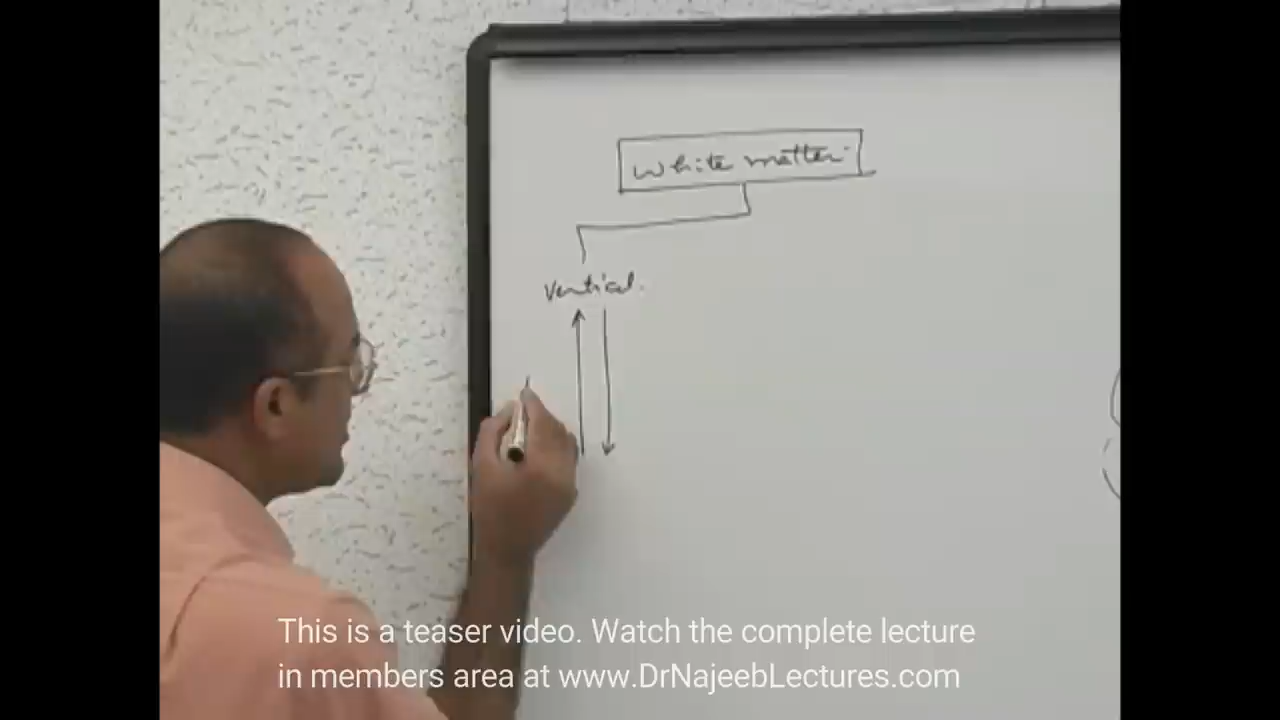 White matter.
Vertical.
This is a teaser video. Watch the complete lecture
in members area at www.DrNajeebLectures.com